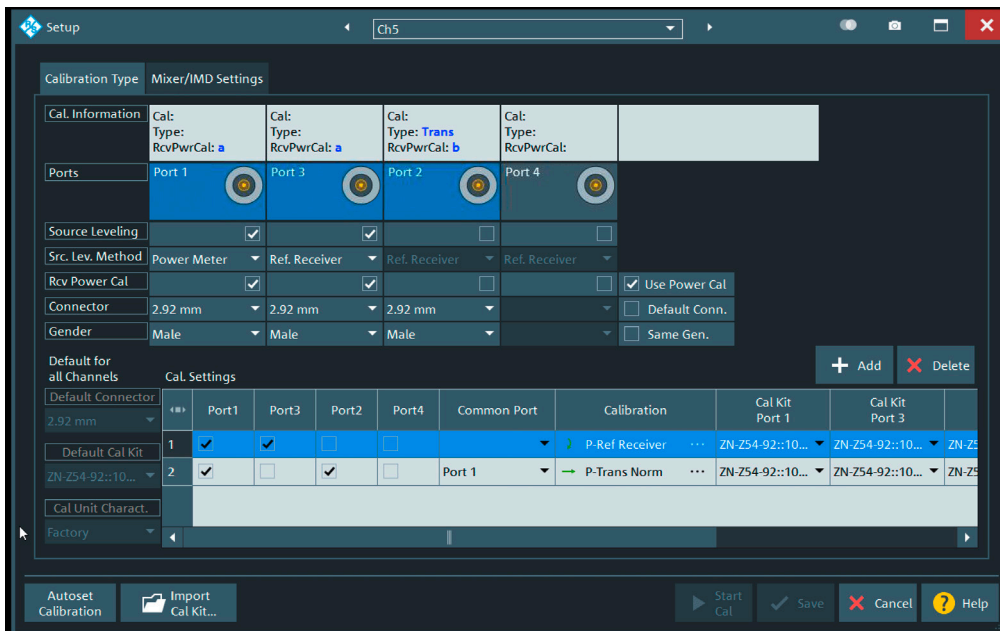 Setup
Ch5
Calibration Type Mixer/IMD Settings
Cal. Information
Cal:
Type:
RcvPwrCal: a
Cal:
Type:
RcvPwrCal: a
Cal:
Type: Trans
RcvPwrCal: b
Cal:
Type:
RcvPwrCal:
Ports Port 1 Port 3 Port 2 Port 4
Source Leveling
Src. Lev. Method Power Meter Ref. Receiver Ref. Receiver Ref. Receiver
Rcv Power Cal Use Power Cal
Connector 2.92 mm 2.92 mm 2.92 mm Default Conn.
Gender Male Male Male Same Gen.
Default for
all Channels
Cal. Settings
Add Delete
Default Connector
2.92 mm
Default Cal Kit
ZN-Z54-92::10...
Cal Unit Charact.
Factory
Port1 Port3 Port2 Port4 Common Port Calibration
Cal Kit
Port 1
Cal Kit
Port 3
1 P-Ref Receiver ... ZN-Z54-92::10... ZN-Z54-92::10... ZN-Z5
2 Port 1 P-Trans Norm ... ZN-Z54-92::10... ZN-Z54-92::10... ZN-Z5
Autoset
Calibration
Import
Cal Kit...
Start
Cal
Save
Cancel
? Help